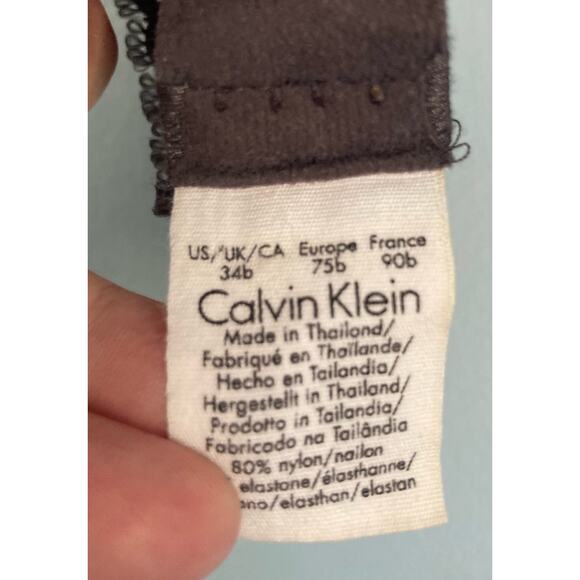 US/UK/CA Europe France
34b 75b 90b
Calvin Klein
Made in Thailand/
Fabriqué en Thaïlande/
Hecho en Tailandia/
Hergestellt in Thailand/
Prodotto in Tailandia/
Fabricado na Tailândia
80% nylon/nailon
elastane/élasthanne/
/elasthan/elastan